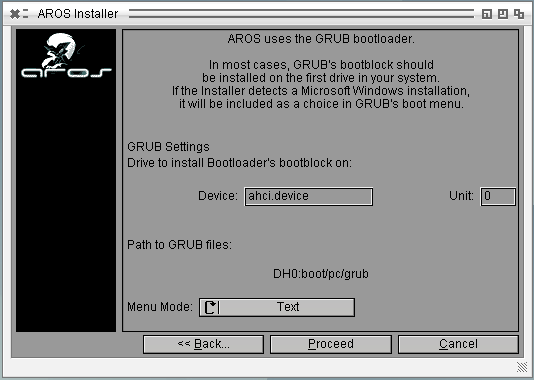 AROS Installer
aros
AROS uses the GRUB bootloader.
In most cases, GRUB's bootblock should
be installed on the first drive in your system.
If the Installer detects a Microsoft Windows installation,
it will be included as a choice in GRUB's boot menu.
GRUB Settings
Drive to install Bootloader's bootblock on:
Device: ahci.device Unit: 0
Path to GRUB files:
DH0:boot/pc/grub
Menu Mode: Text
<< Back... Proceed Cancel